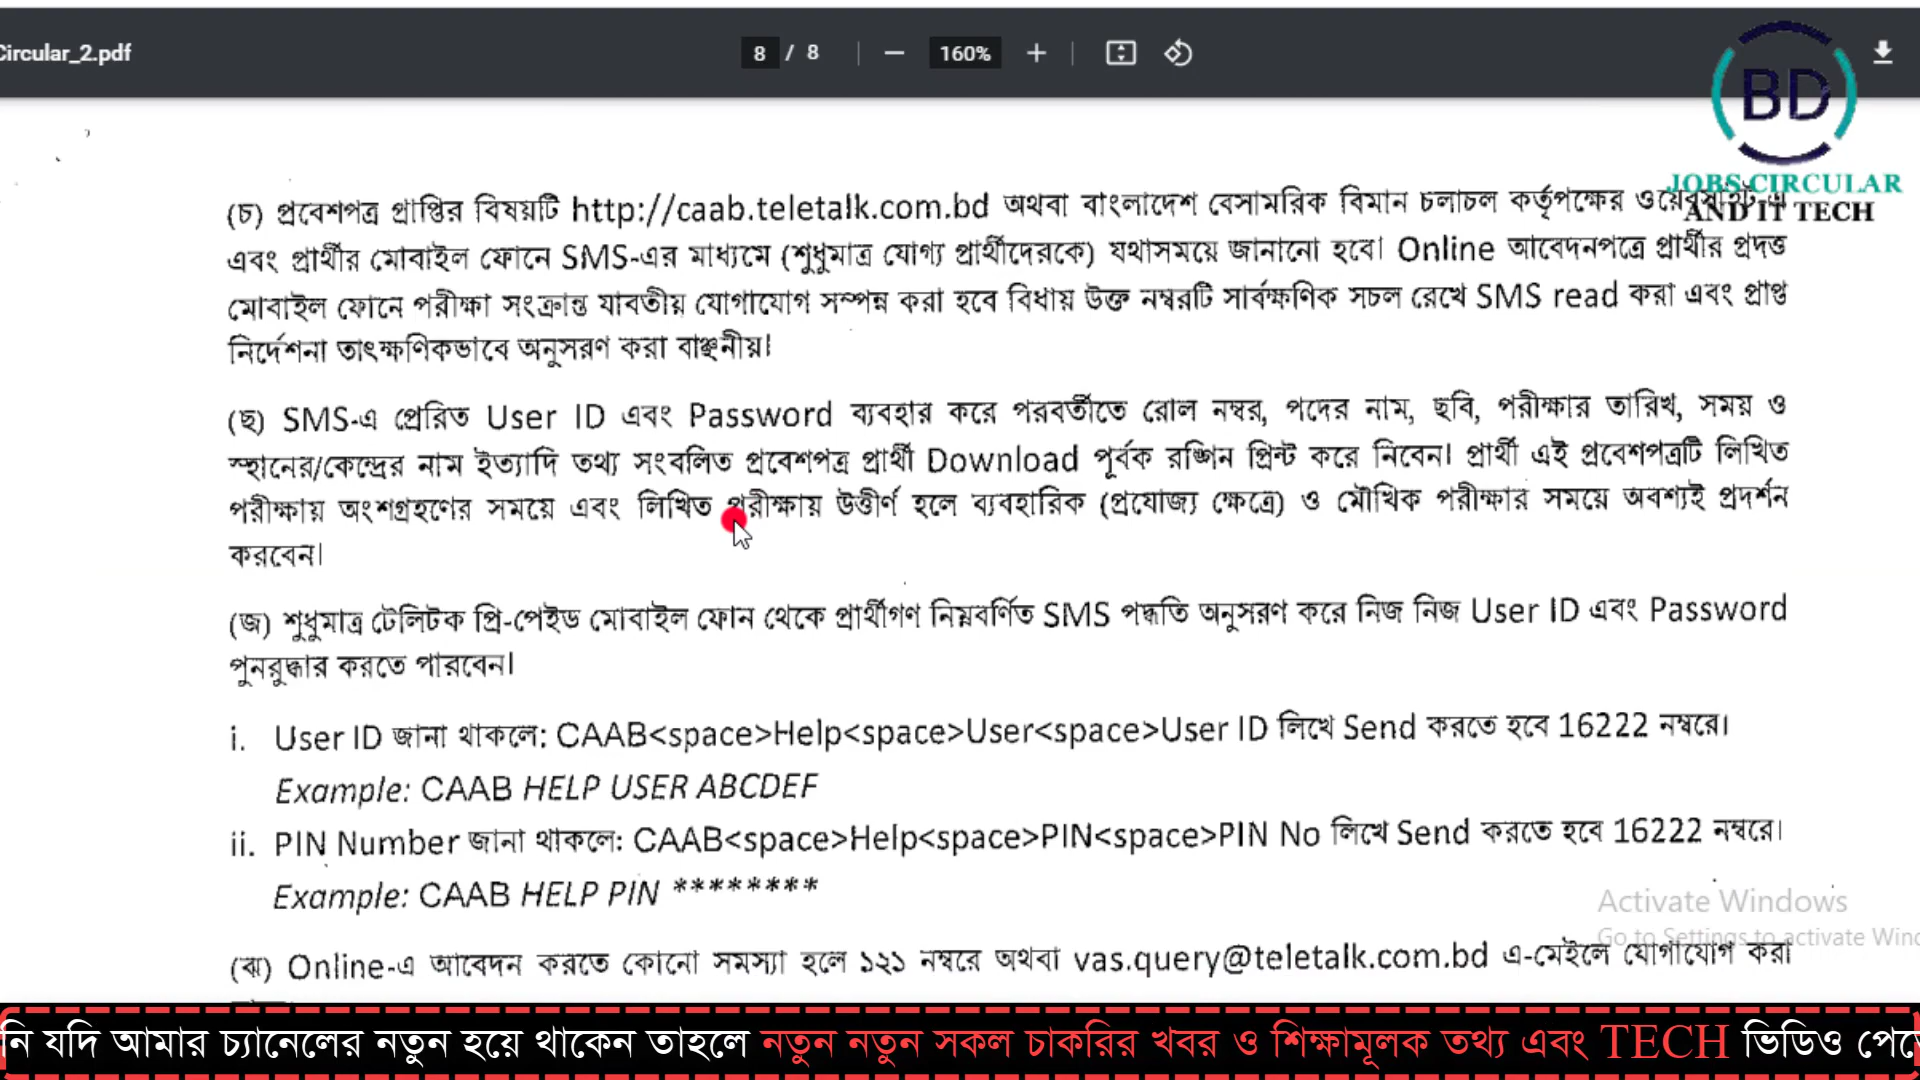 Circular_2.pdf
8 / 8
160%
BD
JOBS CIRCULAR
AND IT TECH
(চ) প্রবেশপত্র প্রাপ্তির বিষয়টি http://caab.teletalk.com.bd অথবা বাংলাদেশ বেসামরিক বিমান চলাচল কর্তৃপক্ষের
এবং প্রার্থীর মোবাইল ফোনে SMS-এর মাধ্যমে (শুধুমাত্র যোগ্য প্রার্থীদেরকে) যথাসময়ে জানানো হবে। Online আবেদনপত্রে প্রার্থীর প্রদত্ত
মোবাইল ফোনে পরীক্ষা সংক্রান্ত যাবতীয় যোগাযোগ সম্পন্ন করা হবে বিধায় উক্ত নম্বরটি সার্বক্ষণিক সচল রেখে SMS read করা এবং প্রাপ্ত
নির্দেশনা তাৎক্ষণিকভাবে অনুসরণ করা বাঞ্ছনীয়।
(ছ) SMS-এ প্রেরিত User ID এবং Password ব্যবহার করে পরবর্তীতে রোল নম্বর, পদের নাম, ছবি, পরীক্ষার তারিখ, সময় ও
স্থানের/কেন্দ্রের নাম ইত্যাদি তথ্য সংবলিত প্রবেশপত্র প্রার্থী Download পূর্বক রঙ্গিন প্রিন্ট করে নিবেন। প্রার্থী এই প্রবেশপত্রটি লিখিত
পরীক্ষায় অংশগ্রহণের সময়ে এবং লিখিত পরীক্ষায় উত্তীর্ণ হলে ব্যবহারিক (প্রযোজ্য ক্ষেত্রে) ও মৌখিক পরীক্ষার সময়ে অবশ্যই প্রদর্শন
করবেন।
(জ) শুধুমাত্র টেলিটক প্রি-পেইড মোবাইল ফোন থেকে প্রার্থীগণ নিম্নবর্ণিত SMS পদ্ধতি অনুসরণ করে নিজ নিজ User ID এবং Password
পুনরুদ্ধার করতে পারবেন।
i. User ID জানা থাকলে: CAAB<space>Help<space>User<space>User ID লিখে Send করতে হবে 16222 নম্বরে।
Example: CAAB HELP USER ABCDEF
ii. PIN Number জানা থাকলে: CAAB<space>Help<space>PIN<space>PIN No লিখে Send করতে হবে 16222 নম্বরে।
Example: CAAB HELP PIN ********
Activate Windows
Go to Settings to activate Wind
(ঝ) Online-এ আবেদন করতে কোনো সমস্যা হলে ১২১ নম্বরে অথবা vas.query@teletalk.com.bd এ-মেইলে যোগাযোগ করা
নি যদি আমার চ্যানেলের নতুন হয়ে থাকেন তাহলে নতুন নতুন সকল চাকরির খবর ও শিক্ষামূলক তথ্য এবং TECH ভিডিও পেতে